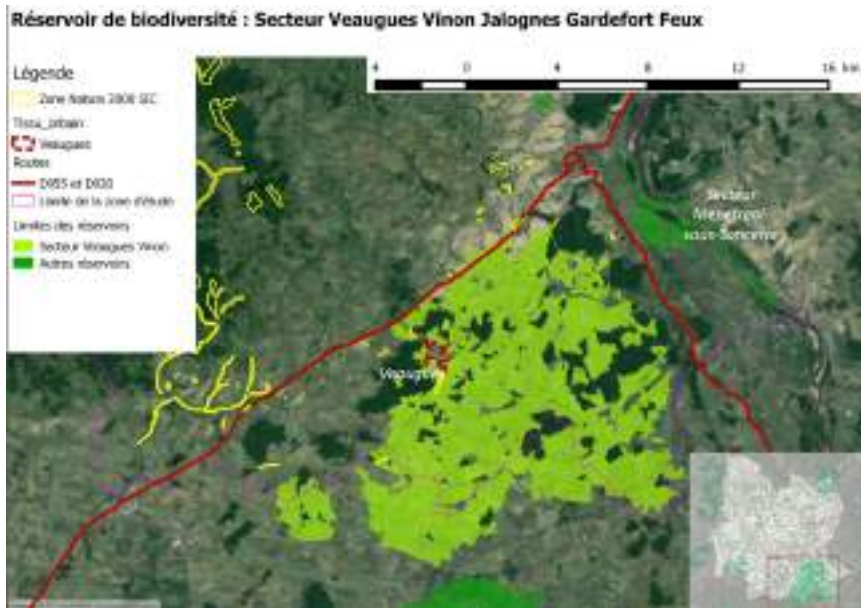 Réservoir de biodiversité : Secteur Veaugues Vinon Jalognes Gardefort Feux
4 0 4 8 12 16 km
Légende
Zone Natura 2000 SIC
Tissu_urbain
Veaugues
Routes
D955 et D920
Limite de la zone d'étude
Limites des réservoirs
Secteur Veaugues Vinon
Autres réservoirs
Secteur
Ménétréol
sous-Sancerre
Veaugues